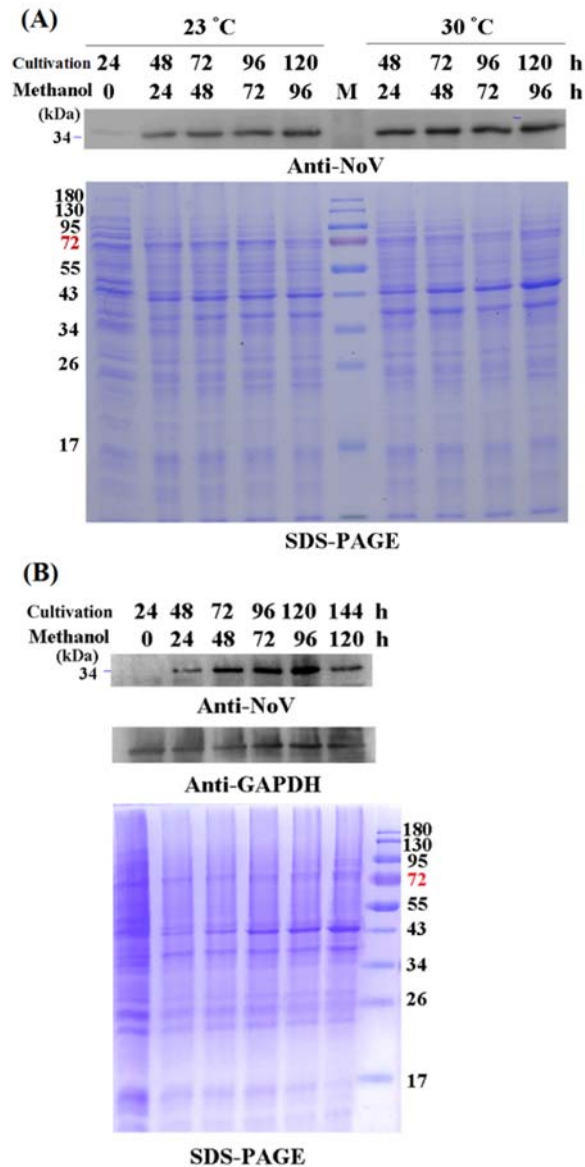 (A)
23 °C 30 °C
Cultivation 24 48 72 96 120 48 72 96 120 h
Methanol 0 24 48 72 96 M 24 48 72 96 h
(kDa)
34
Anti-NoV
180
130
95
72
55
43
34
26
17
SDS-PAGE
(B)
Cultivation 24 48 72 96 120 144 h
Methanol 0 24 48 72 96 120 h
(kDa)
34
Anti-NoV
Anti-GAPDH
180
130
95
72
55
43
34
26
17
SDS-PAGE